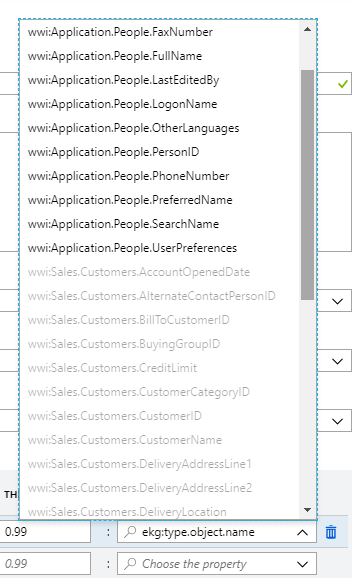 wwi:Application.People.FaxNumber
wwi:Application.People.FullName
wwi:Application.People.LastEditedBy
wwi:Application.People.LogonName
wwi:Application.People.OtherLanguages
wwi:Application.People.PersonID
wwi:Application.People.PhoneNumber
wwi:Application.People.PreferredName
wwi:Application.People.SearchName
wwi:Application.People.UserPreferences
wwi:Sales.Customers.AccountOpenedDate
wwi:Sales.Customers.AlternateContactPersonID
wwi:Sales.Customers.BillToCustomerID
wwi:Sales.Customers.BuyingGroupID
wwi:Sales.Customers.CreditLimit
wwi:Sales.Customers.CustomerCategoryID
wwi:Sales.Customers.CustomerID
wwi:Sales.Customers.CustomerName
wwi:Sales.Customers.DeliveryAddressLine1
wwi:Sales.Customers.DeliveryAddressLine2
wwi:Sales.Customers.DeliveryLocation
TH
0.99 : ekg:type.object.name
0.99 : Choose the property